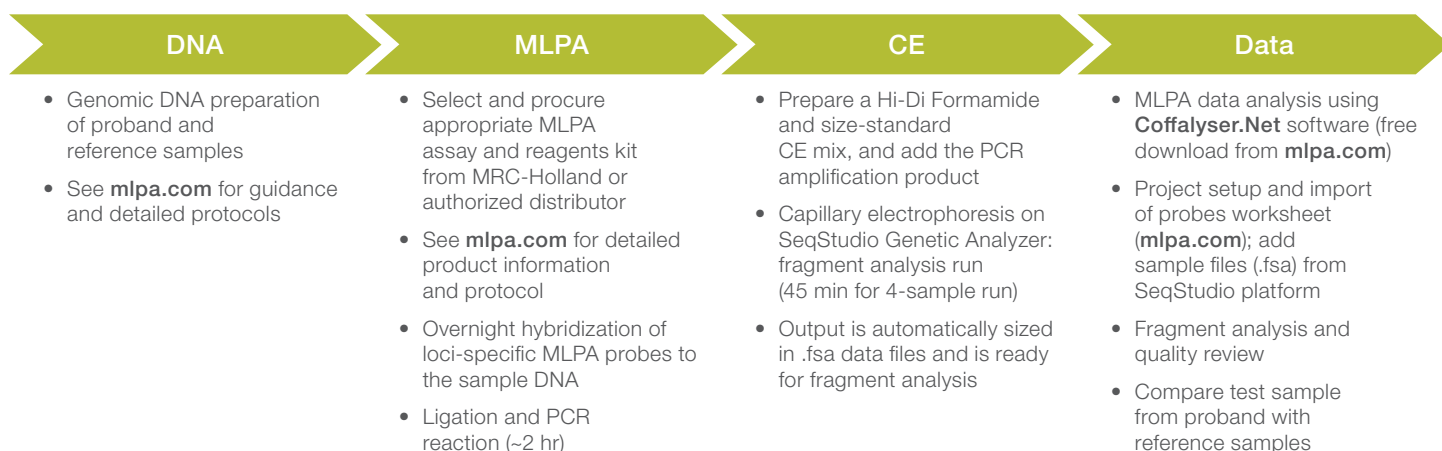 DNA
• Genomic DNA preparation
of proband and
reference samples
• See mlpa.com for guidance
and detailed protocols
MLPA
• Select and procure
appropriate MLPA
assay and reagents kit
from MRC-Holland or
authorized distributor
• See mlpa.com for detailed
product information
and protocol
• Overnight hybridization of
loci-specific MLPA probes to
the sample DNA
• Ligation and PCR
reaction (~2 hr)
CE
• Prepare a Hi-Di Formamide
and size-standard
CE mix, and add the PCR
amplification product
• Capillary electrophoresis on
SeqStudio Genetic Analyzer:
fragment analysis run
(45 min for 4-sample run)
• Output is automatically sized
in .fsa data files and is ready
for fragment analysis
Data
• MLPA data analysis using
Coffalyser.Net software (free
download from mlpa.com)
• Project setup and import
of probes worksheet
(mlpa.com); add
sample files (.fsa) from
SeqStudio platform
• Fragment analysis and
quality review
• Compare test sample
from proband with
reference samples